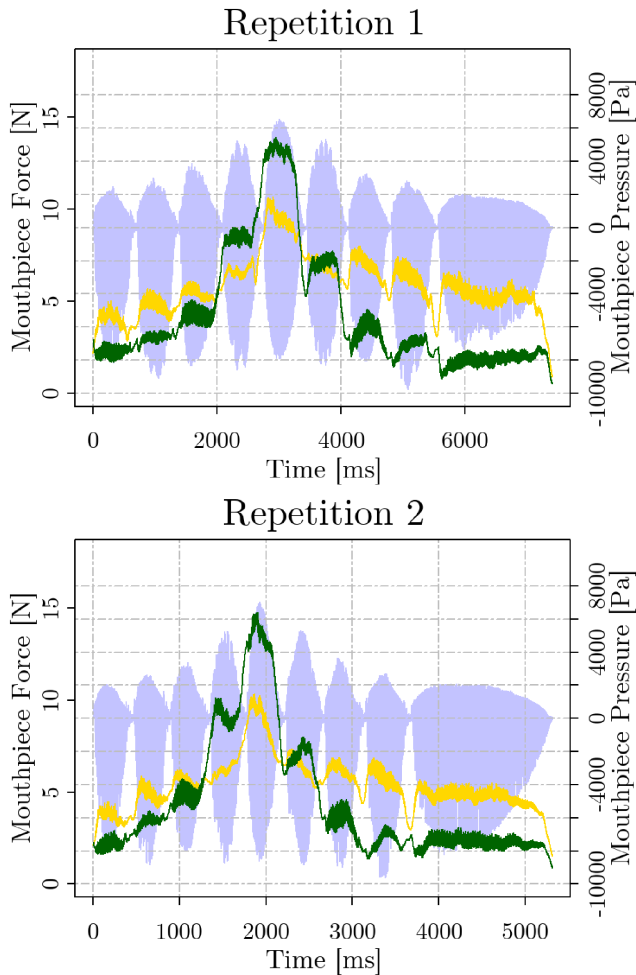 Repetition 1
Mouthpiece Force [N]
0 5 10 15
-10000 -4000 0 4000 8000
Mouthpiece Pressure [Pa]
0 2000 4000 6000
Time [ms]
Repetition 2
Mouthpiece Force [N]
0 5 10 15
-10000 -4000 0 4000 8000
Mouthpiece Pressure [Pa]
0 1000 2000 3000 4000 5000
Time [ms]